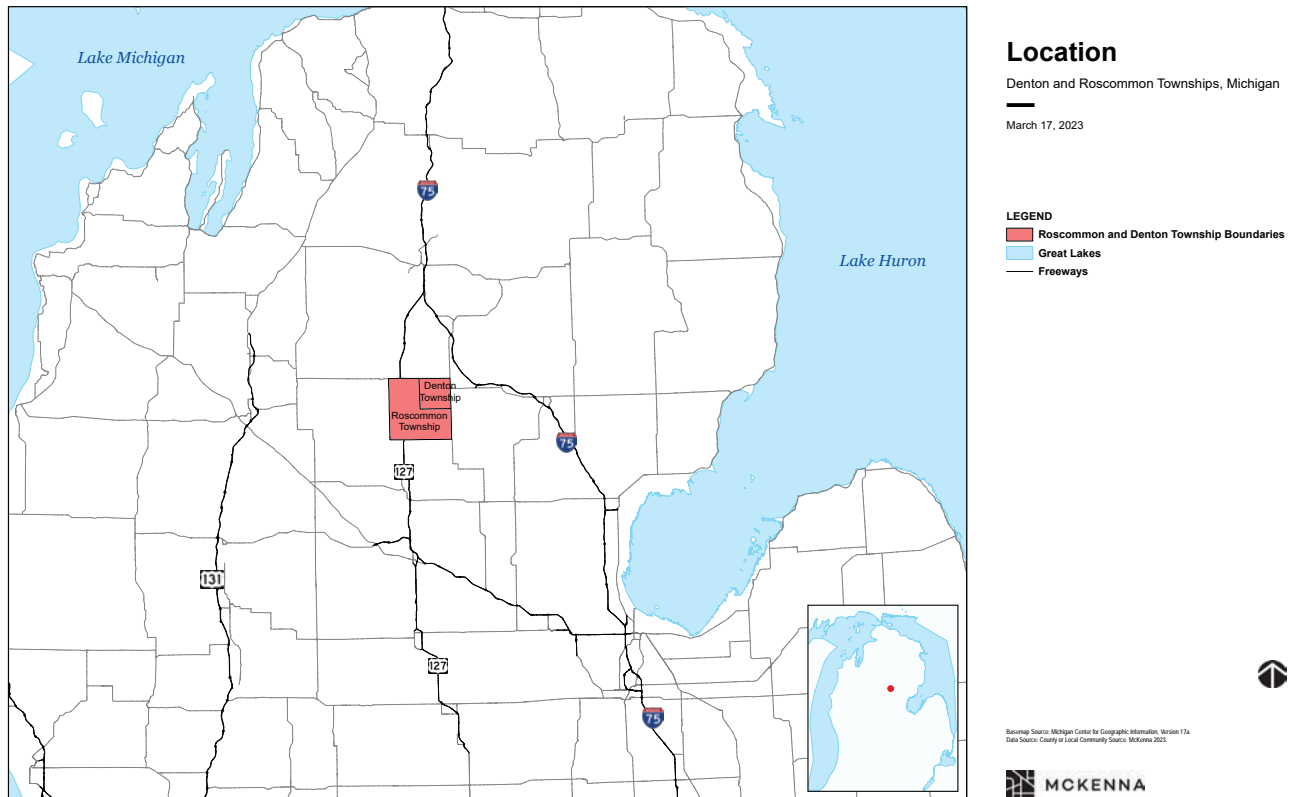 Lake Michigan
75
Lake Huron
Denton
Township
Roscommon
Township
75
127
131
127
75
Location
Denton and Roscommon Townships, Michigan
March 17, 2023
LEGEND
Roscommon and Denton Township Boundaries
Great Lakes
Freeways
Basemap Source: Michigan Center for Geographic Information, Version 17a.
Data Source: County or Local Community Source. McKenna 2023.
MCKENNA